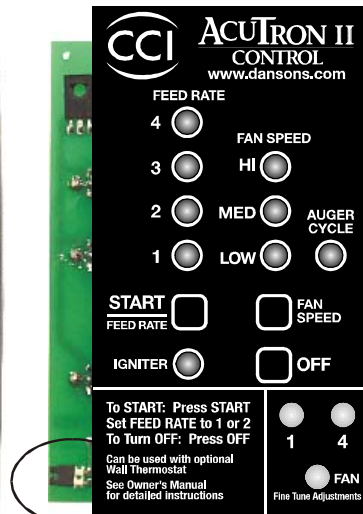 CCI
ACUTRON II
CONTROL
www.dansons.com
FEED RATE
4
FAN SPEED
3
HI
2
MED
AUGER
CYCLE
1
LOW
START
FEED RATE
FAN
SPEED
IGNITER
OFF
To START: Press START
Set FEED RATE to 1 or 2
To Turn OFF: Press OFF
Can be used with optional
Wall Thermostat
See Owner's Manual
for detailed instructions
1
4
FAN
Fine Tune Adjustments